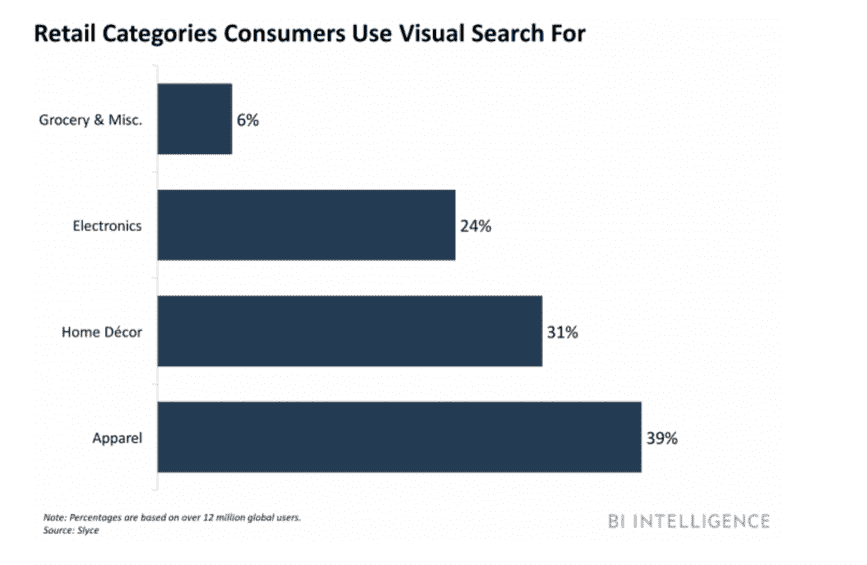 Retail Categories Consumers Use Visual Search For
Grocery & Misc.
6%
Electronics
24%
Home Décor
31%
Apparel
39%
Note: Percentages are based on over 12 million global users.
Source: Slyce
BI INTELLIGENCE